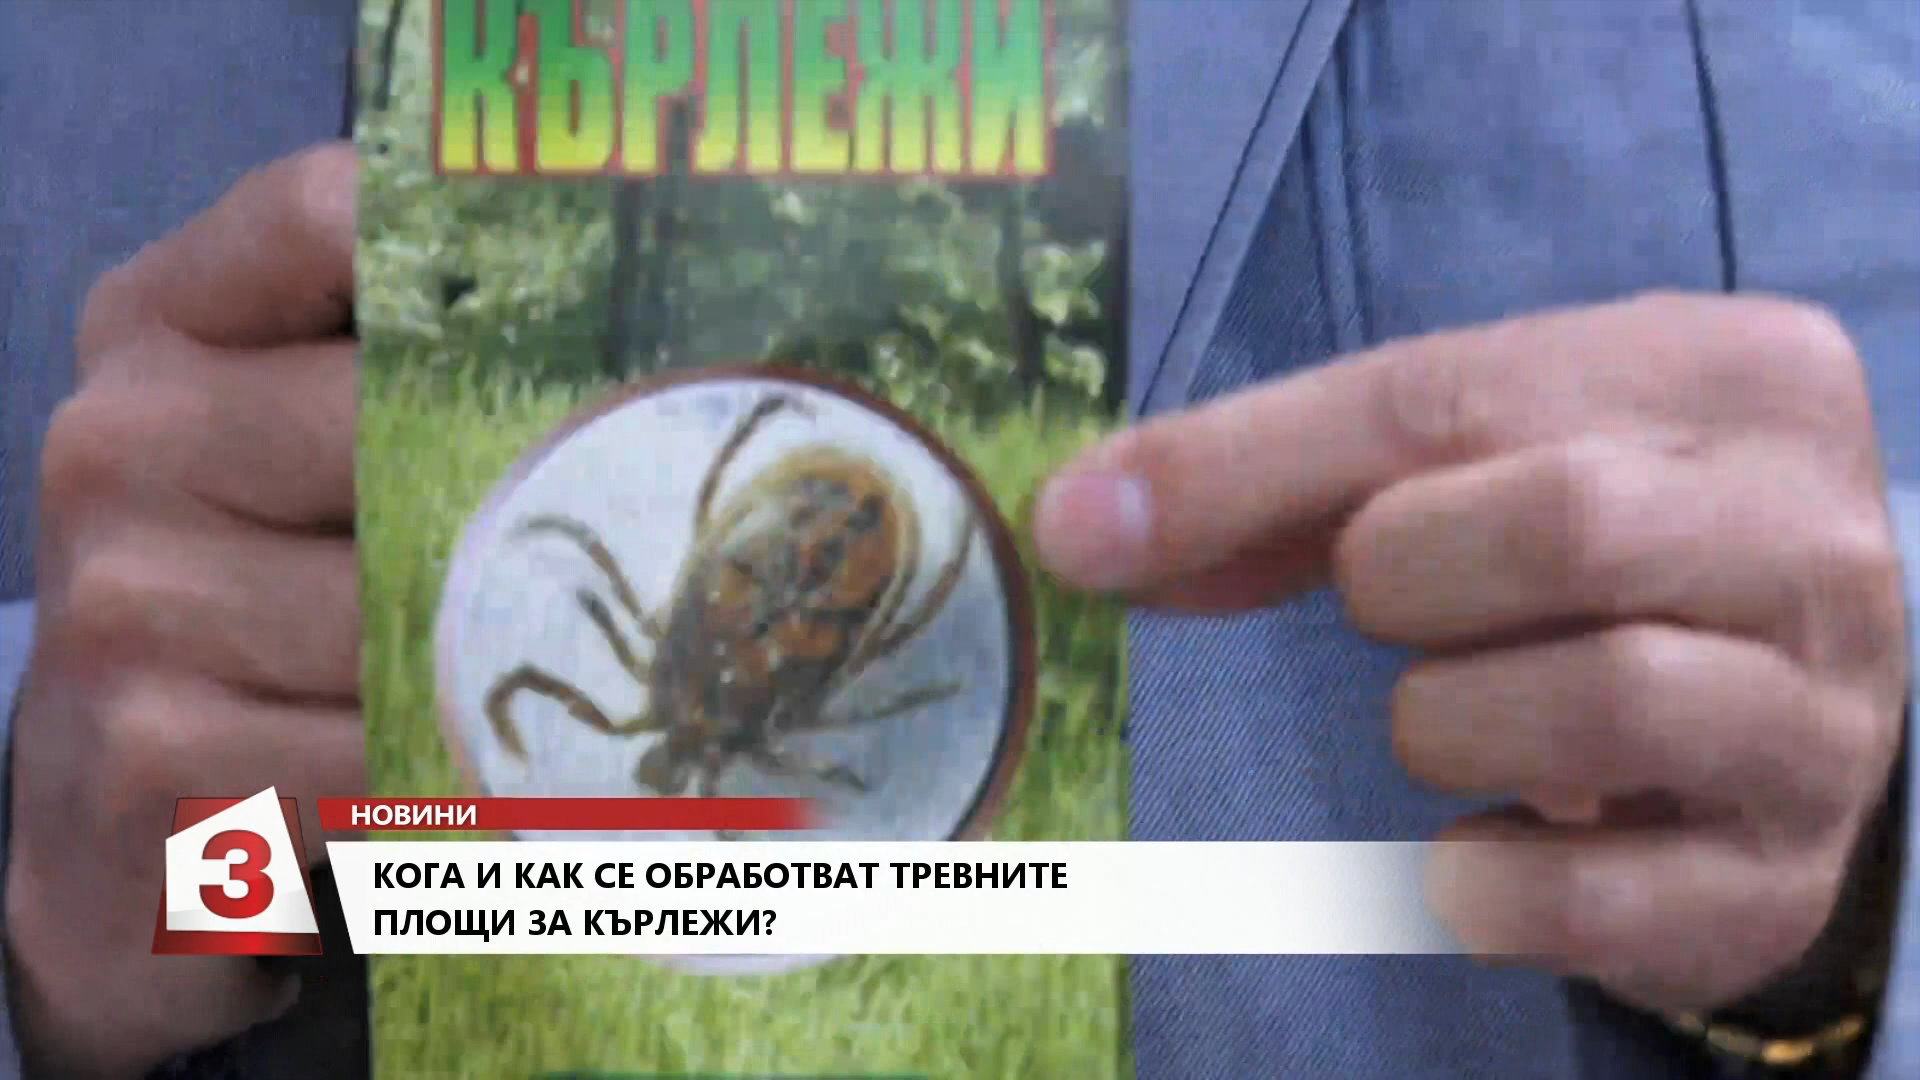 КЪРЛЕЖИ
НОВИНИ
3
КОГА И КАК СЕ ОБРАБОТВАТ ТРЕВНИТЕ
ПЛОЩИ ЗА КЪРЛЕЖИ?